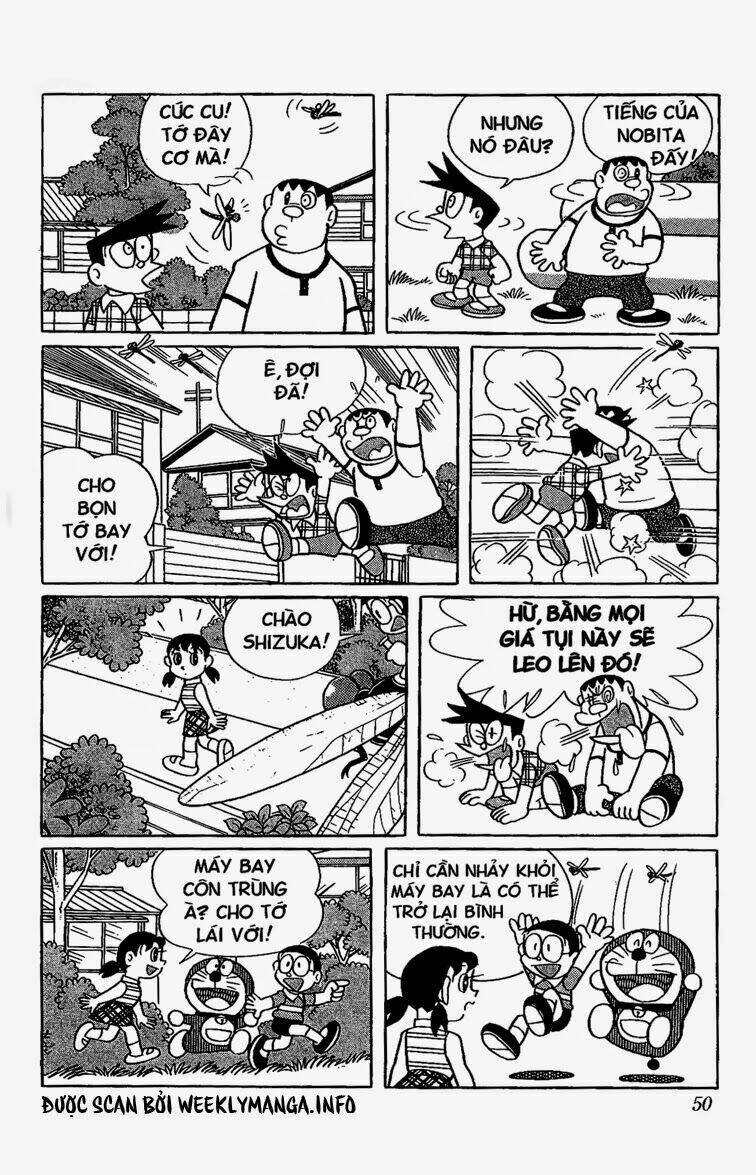 CÚC CU!
TỚ ĐÂY
CƠ MÀ!
NHƯNG
NÓ ĐÂU?
TIẾNG CỦA
NOBITA
ĐẤY!
Ê, ĐỢI
ĐÃ!
CHO
BỌN
TỚ BAY
VỚI!
CHÀO
SHIZUKA!
HỪ, BẰNG MỌI
GIÁ TỤI NÀY SẼ
LEO LÊN ĐÓ!
MÁY BAY
CÔN TRÙNG
À? CHO TỚ
LÁI VỚI!
CHỈ CẦN NHẢY KHỎI
MÁY BAY LÀ CÓ THỂ
TRỞ LẠI BÌNH
THƯỜNG.
ĐƯỢC SCAN BỞI WEEKLYMANGA.INFO
50